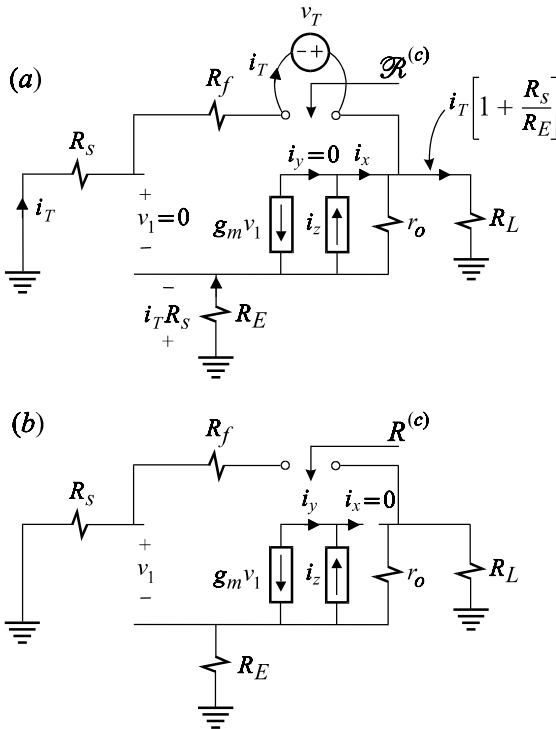 v_T
− +
(a)
i_T
ℛ^(c)
R_f
i_T[1 + R_s/R_E]
R_s
i_y=0
i_x
i_T
+
v_1=0
−
g_m v_1
i_z
r_o
R_L
−
i_T R_s
+
R_E
(b)
R_f
R^(c)
R_s
i_y
i_x=0
+
v_1
−
g_m v_1
i_z
r_o
R_L
R_E